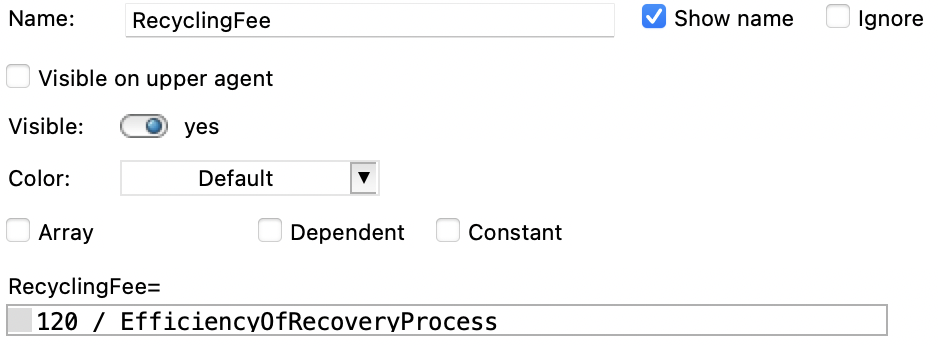 Name: RecyclingFee Show name Ignore
Visible on upper agent
Visible: yes
Color: Default
Array Dependent Constant
RecyclingFee=
120 / EfficiencyOfRecoveryProcess